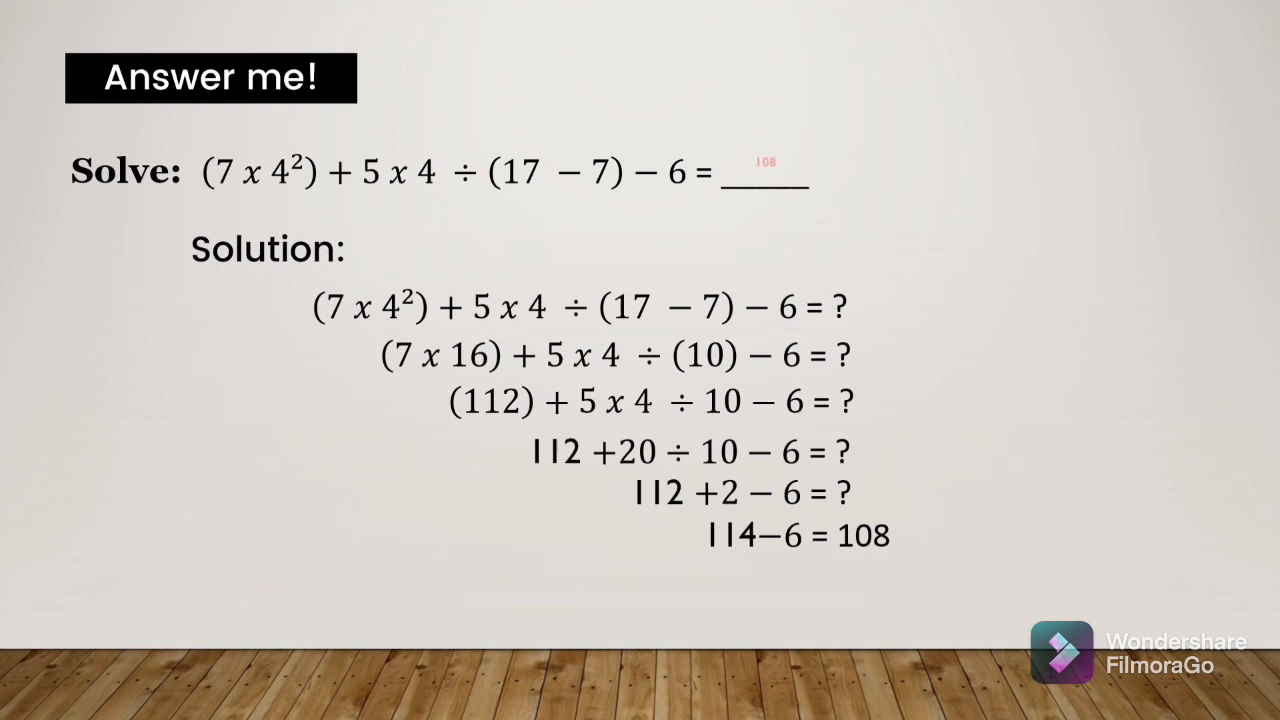 Answer me!
Solve: (7 x 4²) + 5 x 4 ÷ (17 − 7) − 6 = _____ 108
Solution:
(7 x 4²) + 5 x 4 ÷ (17 − 7) − 6 = ?
(7 x 16) + 5 x 4 ÷ (10) − 6 = ?
(112) + 5 x 4 ÷ 10 − 6 = ?
112 +20 ÷ 10 − 6 = ?
112 +2 − 6 = ?
114−6 = 108
Wondershare
FilmoraGo